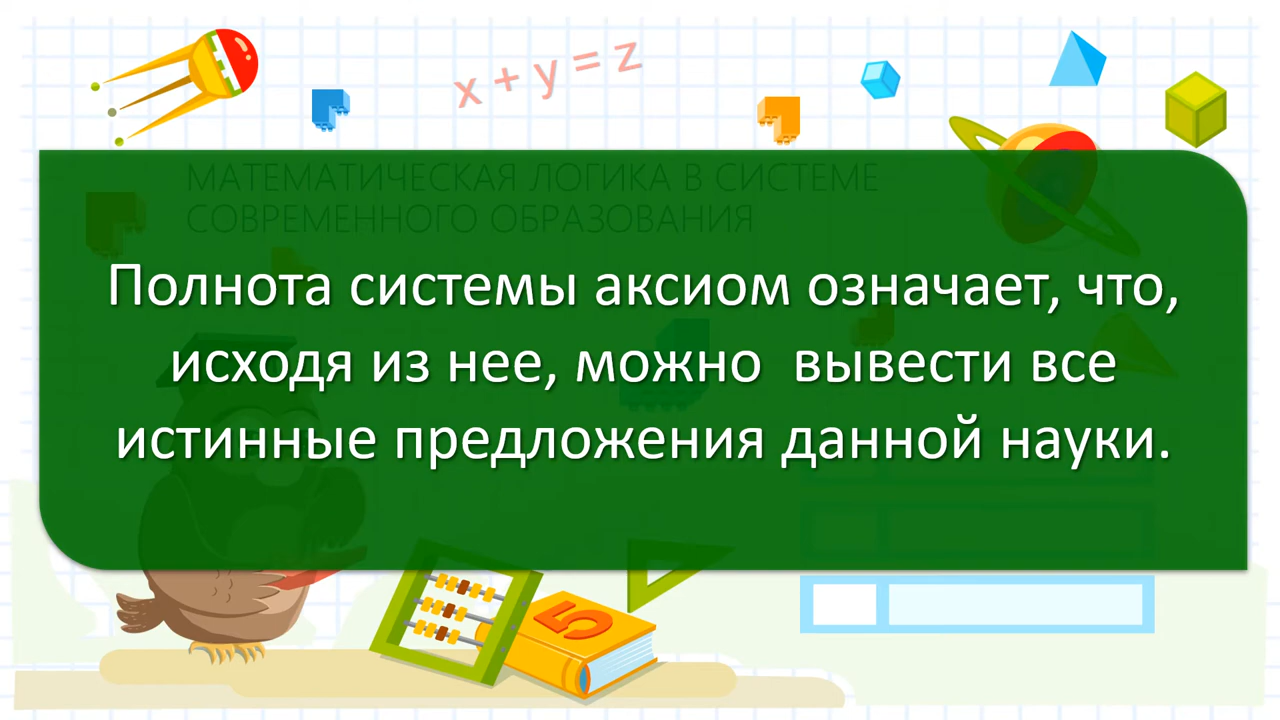 x + y = z
МАТЕМАТИЧЕСКАЯ ЛОГИКА В СИСТЕМЕ
СОВРЕМЕННОГО ОБРАЗОВАНИЯ
Полнота системы аксиом означает, что,
исходя из нее, можно вывести все
истинные предложения данной науки.
5